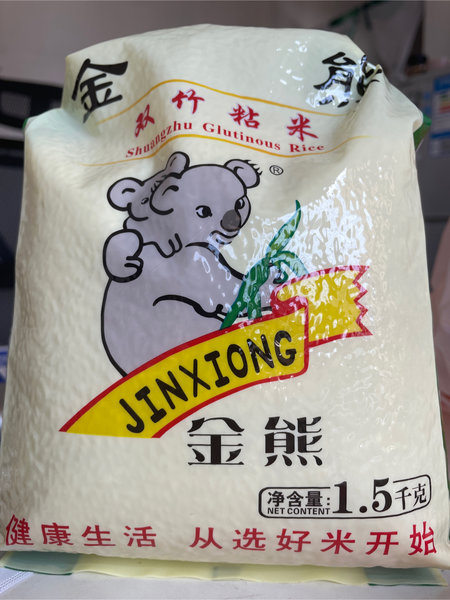 金熊
双竹粘米
Shuangzhu Glutinous Rice
®
JINXIONG
金熊
净含量: 1.5千克
NET CONTENT
健康生活 从选好米开始